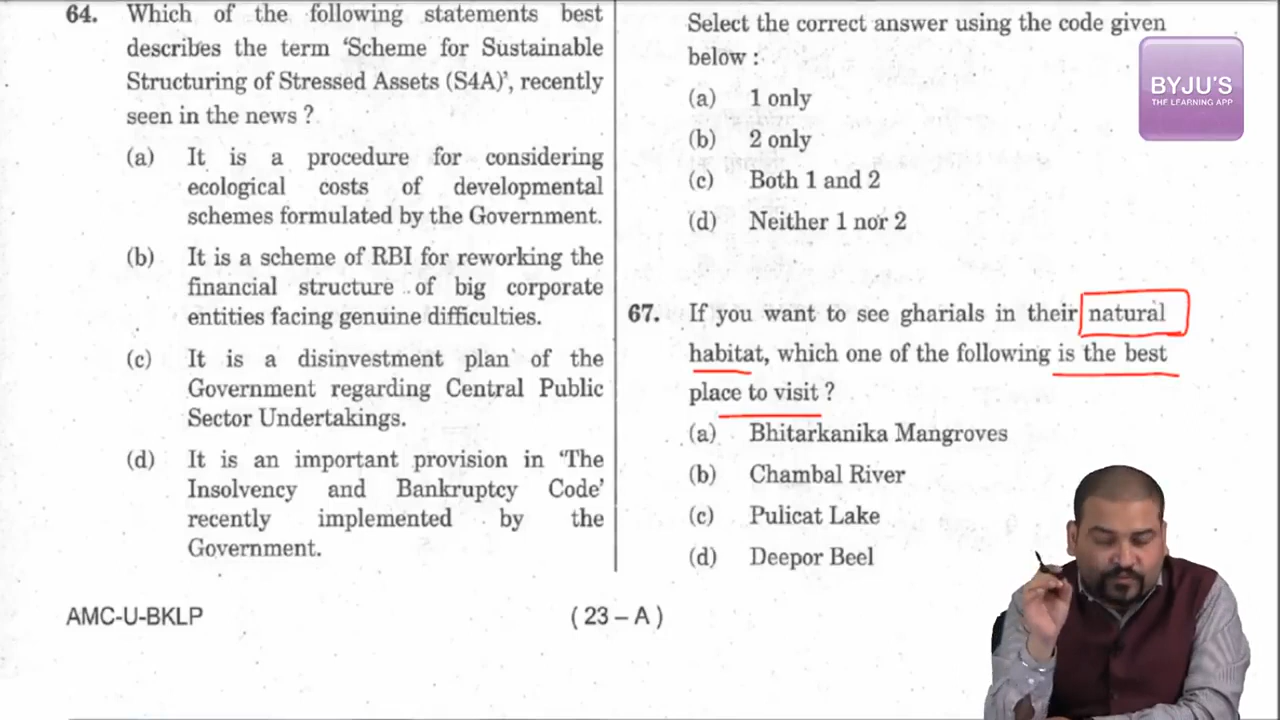 64. Which of the following statements best
describes the term ‘Scheme for Sustainable
Structuring of Stressed Assets (S4A)’, recently
seen in the news ?
(a) It is a procedure for considering
ecological costs of developmental
schemes formulated by the Government.
(b) It is a scheme of RBI for reworking the
financial structure of big corporate
entities facing genuine difficulties.
(c) It is a disinvestment plan of the
Government regarding Central Public
Sector Undertakings.
(d) It is an important provision in ‘The
Insolvency and Bankruptcy Code’
recently implemented by the
Government.
Select the correct answer using the code given
below :
(a) 1 only
(b) 2 only
(c) Both 1 and 2
(d) Neither 1 nor 2
67. If you want to see gharials in their natural
habitat, which one of the following is the best
place to visit ?
(a) Bhitarkanika Mangroves
(b) Chambal River
(c) Pulicat Lake
(d) Deepor Beel
AMC-U-BKLP
( 23 – A )
BYJU'S
THE LEARNING APP